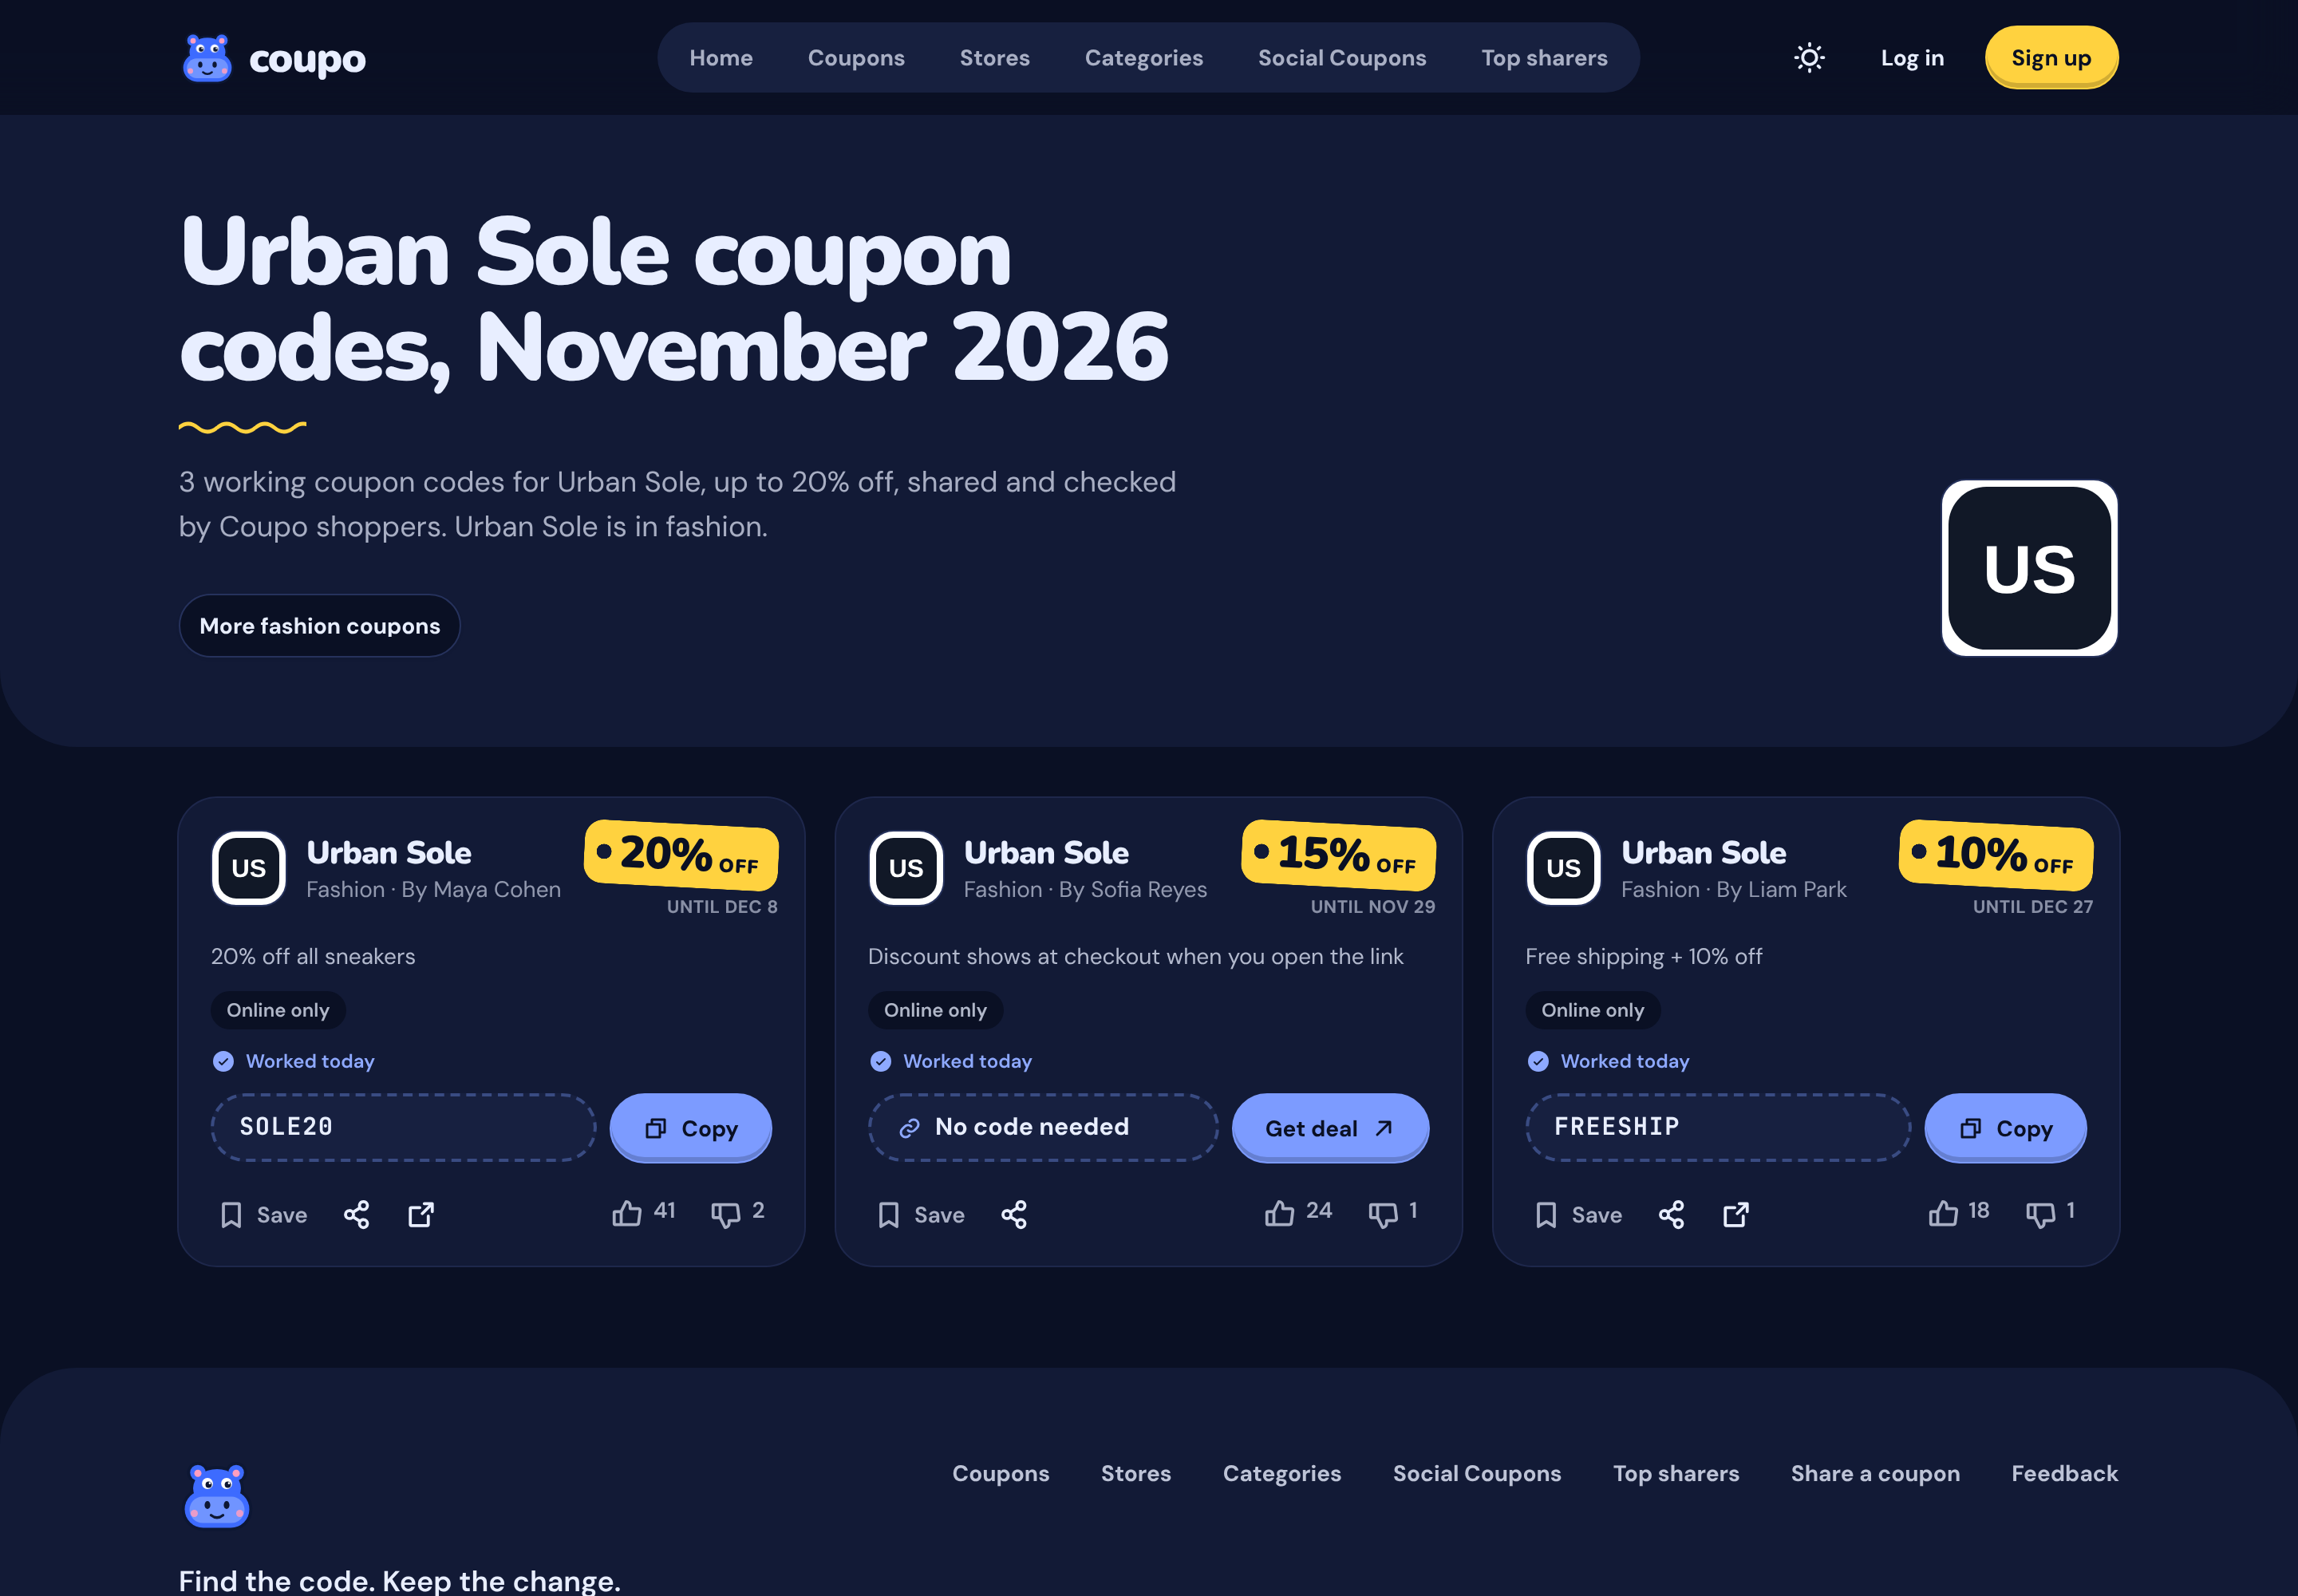 coupo
Home Coupons Stores Categories Social Coupons Top sharers
Log in Sign up
Urban Sole coupon
codes, November 2026
3 working coupon codes for Urban Sole, up to 20% off, shared and checked
by Coupo shoppers. Urban Sole is in fashion.
More fashion coupons
US
US
Urban Sole
Fashion · By Maya Cohen
20% OFF
UNTIL DEC 8
20% off all sneakers
Online only
Worked today
SOLE20
Copy
Save
41
2
US
Urban Sole
Fashion · By Sofia Reyes
15% OFF
UNTIL NOV 29
Discount shows at checkout when you open the link
Online only
Worked today
No code needed
Get deal
Save
24
1
US
Urban Sole
Fashion · By Liam Park
10% OFF
UNTIL DEC 27
Free shipping + 10% off
Online only
Worked today
FREESHIP
Copy
Save
18
1
Coupons Stores Categories Social Coupons Top sharers Share a coupon Feedback
Find the code. Keep the change.